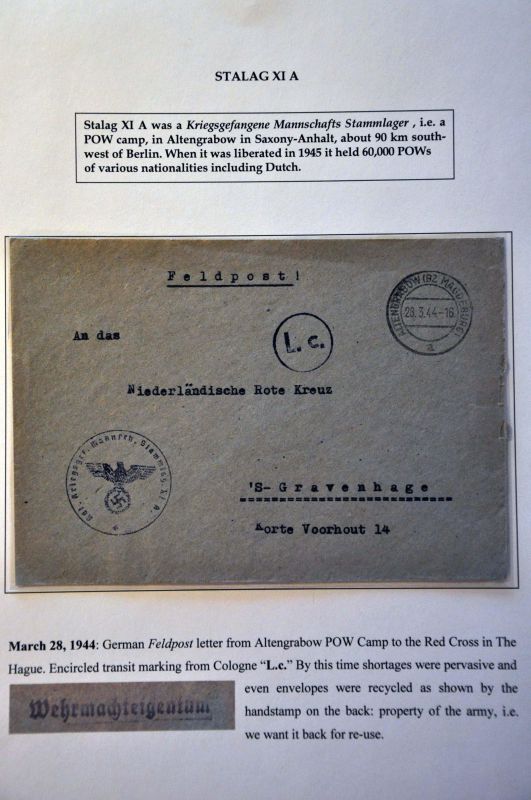 STALAG XI A
Stalag XI A was a Kriegsgefangene Mannschafts Stammlager , i.e. a
POW camp, in Altengrabow in Saxony-Anhalt, about 90 km south-
west of Berlin. When it was liberated in 1945 it held 60,000 POWs
of various nationalities including Dutch.
Feldpost!
ALTENGRABOW (BZ. MAGDEBURG)
28.3.44-16
a
L.c.
An das
Niederländische Rote Kreuz
Kriegsgef. Mannsch. Stammlg. XI A.
'S-Gravenhage
Korte Voorhout 14
March 28, 1944: German Feldpost letter from Altengrabow POW Camp to the Red Cross in The
Hague. Encircled transit marking from Cologne “L.c.” By this time shortages were pervasive and
even envelopes were recycled as shown by the
Wehrmachteigentum
handstamp on the back: property of the army, i.e.
we want it back for re-use.